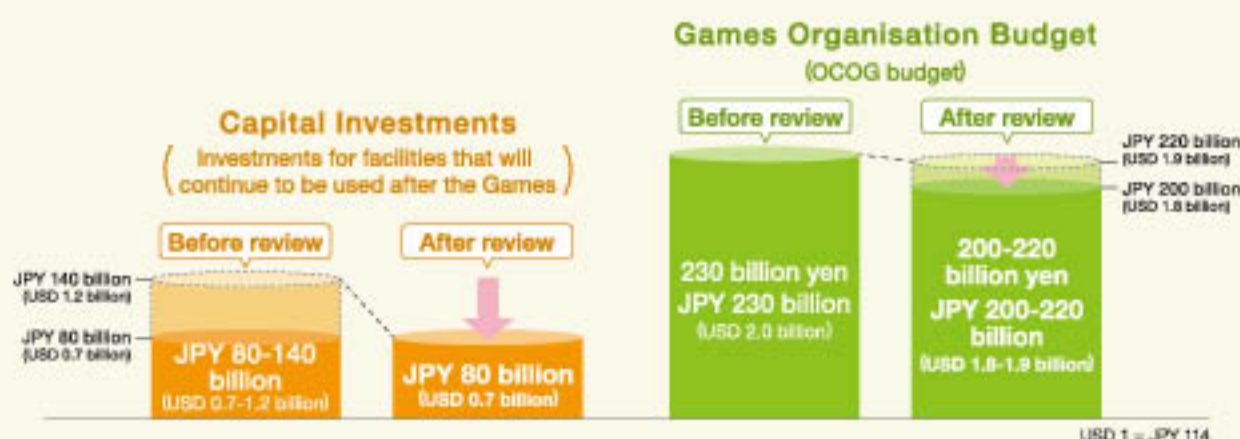 Games Organisation Budget
(OCOG budget)
Before review
After review
JPY 220 billion
(USD 1.9 billion)
JPY 200 billion
(USD 1.8 billion)
230 billion yen
JPY 230 billion
(USD 2.0 billion)
200-220
billion yen
JPY 200-220
billion
(USD 1.8-1.9 billion)
Capital Investments
(Investments for facilities that will
continue to be used after the Games)
Before review
After review
JPY 140 billion
(USD 1.2 billion)
JPY 80 billion
(USD 0.7 billion)
JPY 80-140
billion
(USD 0.7-1.2 billion)
JPY 80 billion
(USD 0.7 billion)
USD 1 = JPY 114